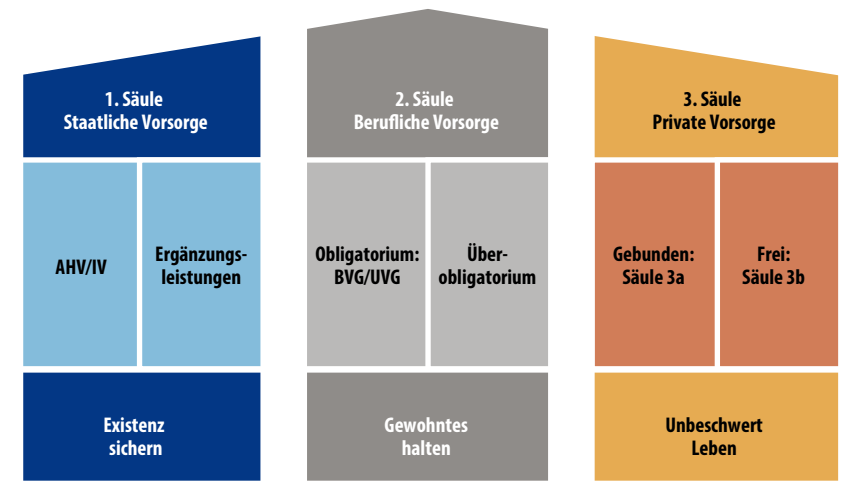 1. Säule
Staatliche Vorsorge
2. Säule
Berufliche Vorsorge
3. Säule
Private Vorsorge
AHV/IV
Ergänzungs-
leistungen
Obligatorium:
BVG/UVG
Über-
obligatorium
Gebunden:
Säule 3a
Frei:
Säule 3b
Existenz
sichern
Gewohntes
halten
Unbeschwert
Leben